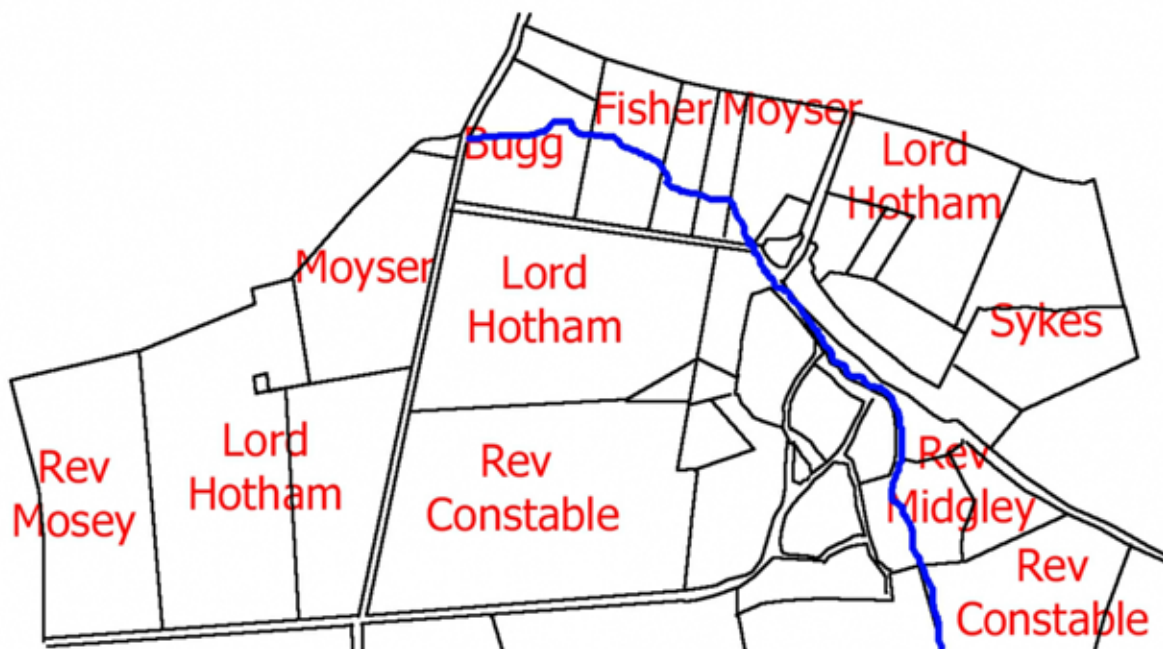 Fisher Moyser
Bugg
Lord
Hotham
Moyser
Lord
Hotham
Sykes
Rev
Mosey
Lord
Hotham
Rev
Constable
Rev
Midgley
Rev
Constable